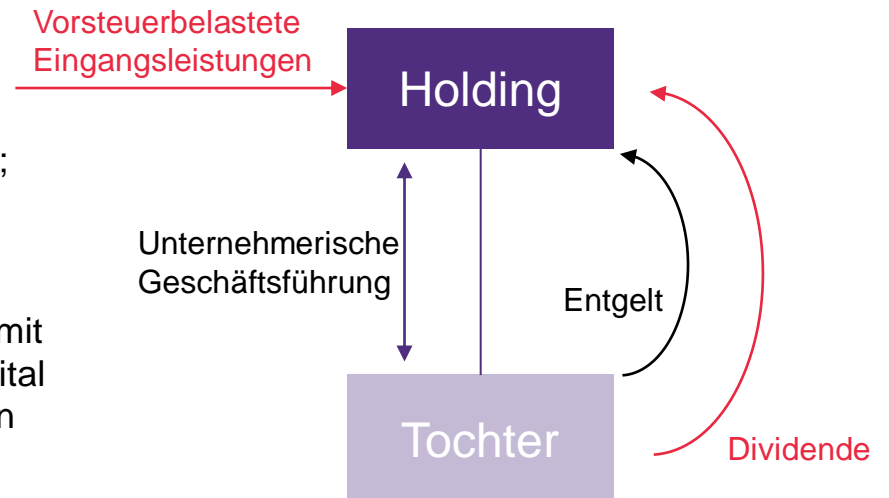 Vorsteuerbelastete
Eingangsleistungen
Holding
;
Unternehmerische
Geschäftsführung
Entgelt
mit
ital
n
Tochter
Dividende